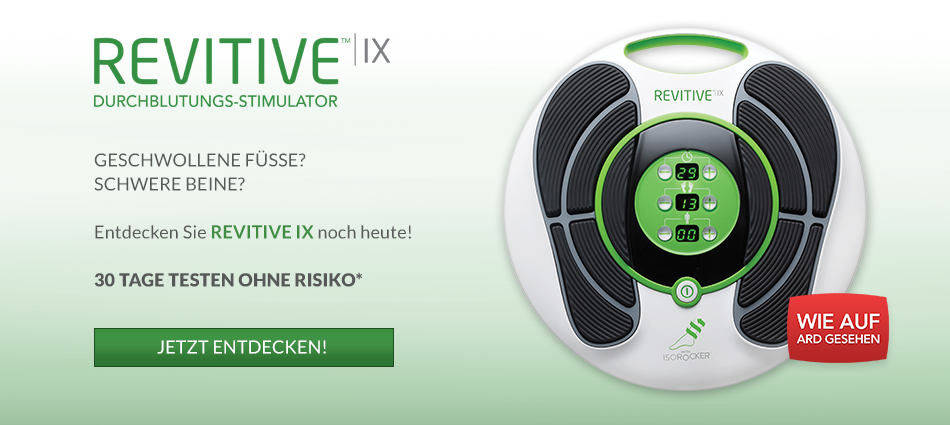 REVITIVE™ IX
DURCHBLUTUNGS-STIMULATOR
GESCHWOLLENE FÜSSE?
SCHWERE BEINE?
Entdecken Sie REVITIVE IX noch heute!
30 TAGE TESTEN OHNE RISIKO*
JETZT ENTDECKEN!
REVITIVE™ IX
29
13
00
WITH
ISOROCKER
WIE AUF
ARD GESEHEN